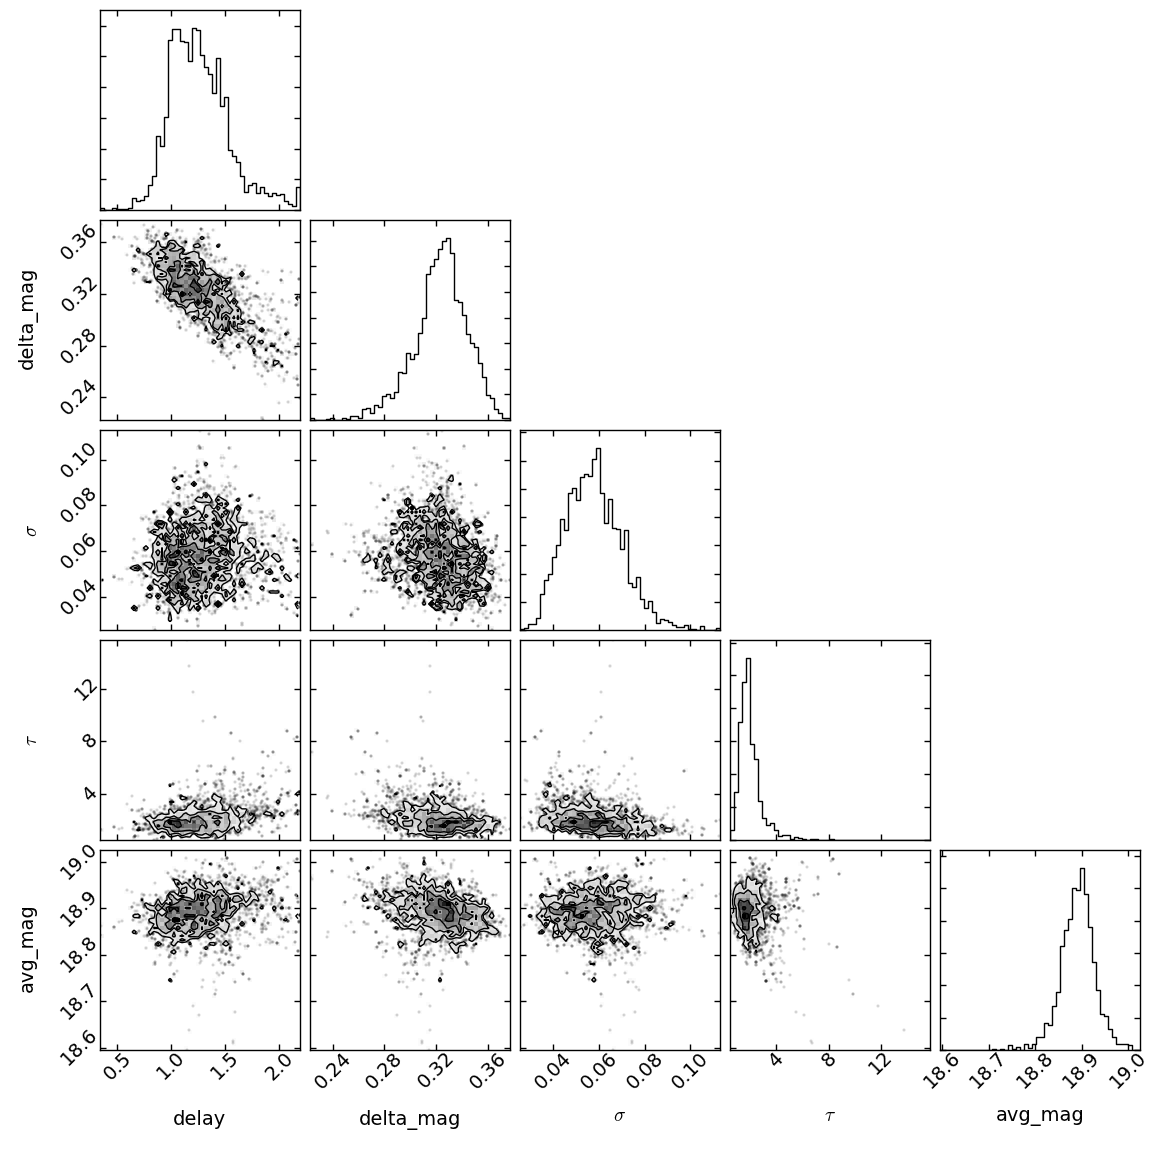 0.36
0.32
0.28
0.24
delta_mag
0.10
0.08
0.06
0.04
σ
12
8
4
τ
19.0
18.9
18.8
18.7
18.6
avg_mag
0.5 1.0 1.5 2.0
0.24 0.28 0.32 0.36
0.04 0.06 0.08 0.10
4 8 12
18.6 18.7 18.8 18.9 19.0
delay delta_mag σ τ avg_mag